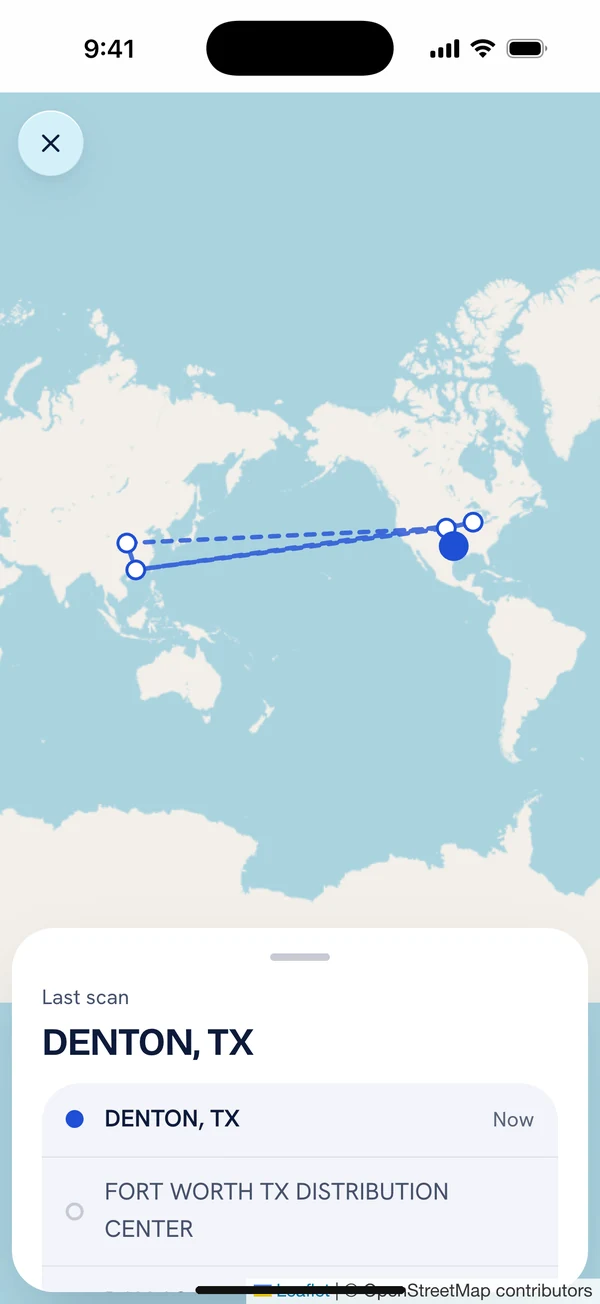 9:41
Last scan
DENTON, TX
DENTON, TX
Now
FORT WORTH TX DISTRIBUTION
CENTER
Leaflet | © OpenStreetMap contributors